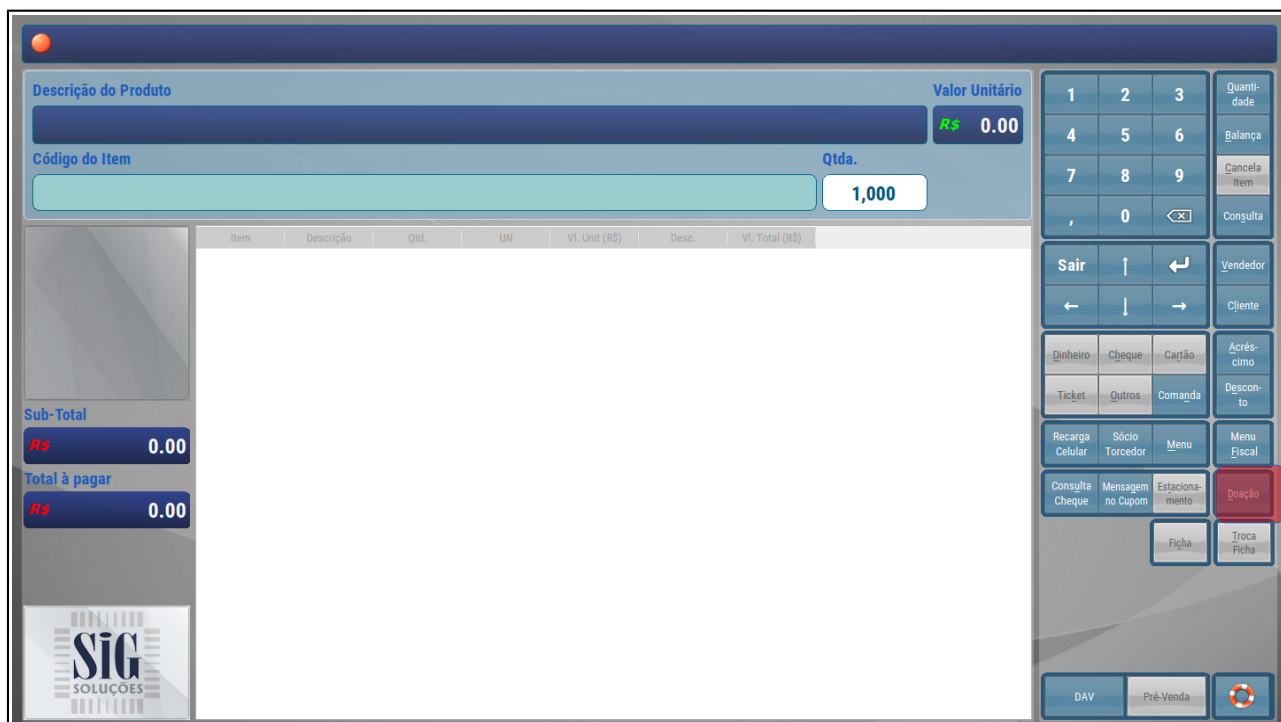 Descrição do Produto
Valor Unitário
R$ 0.00
Código do Item
Qtda.
1,000
Item Descrição Qtd. UN Vl. Unit (R$) Desc. Vl. Total (R$)
Sub-Total
R$ 0.00
Total à pagar
R$ 0.00
SiG
SOLUÇÕES
1 2 3
Quanti-
dade
4 5 6
Balança
7 8 9
Cancela
Item
, 0
Consulta
Sair
Vendedor
Cliente
Dinheiro Cheque Cartão
Acrés-
cimo
Ticket Outros Comanda
Descon-
to
Recarga
Celular
Sócio
Torcedor
Menu
Menu
Fiscal
Consulta
Cheque
Mensagem
no Cupom
Estaciona-
mento
Doação
Ficha
Troca
Ficha
DAV
Pré-Venda